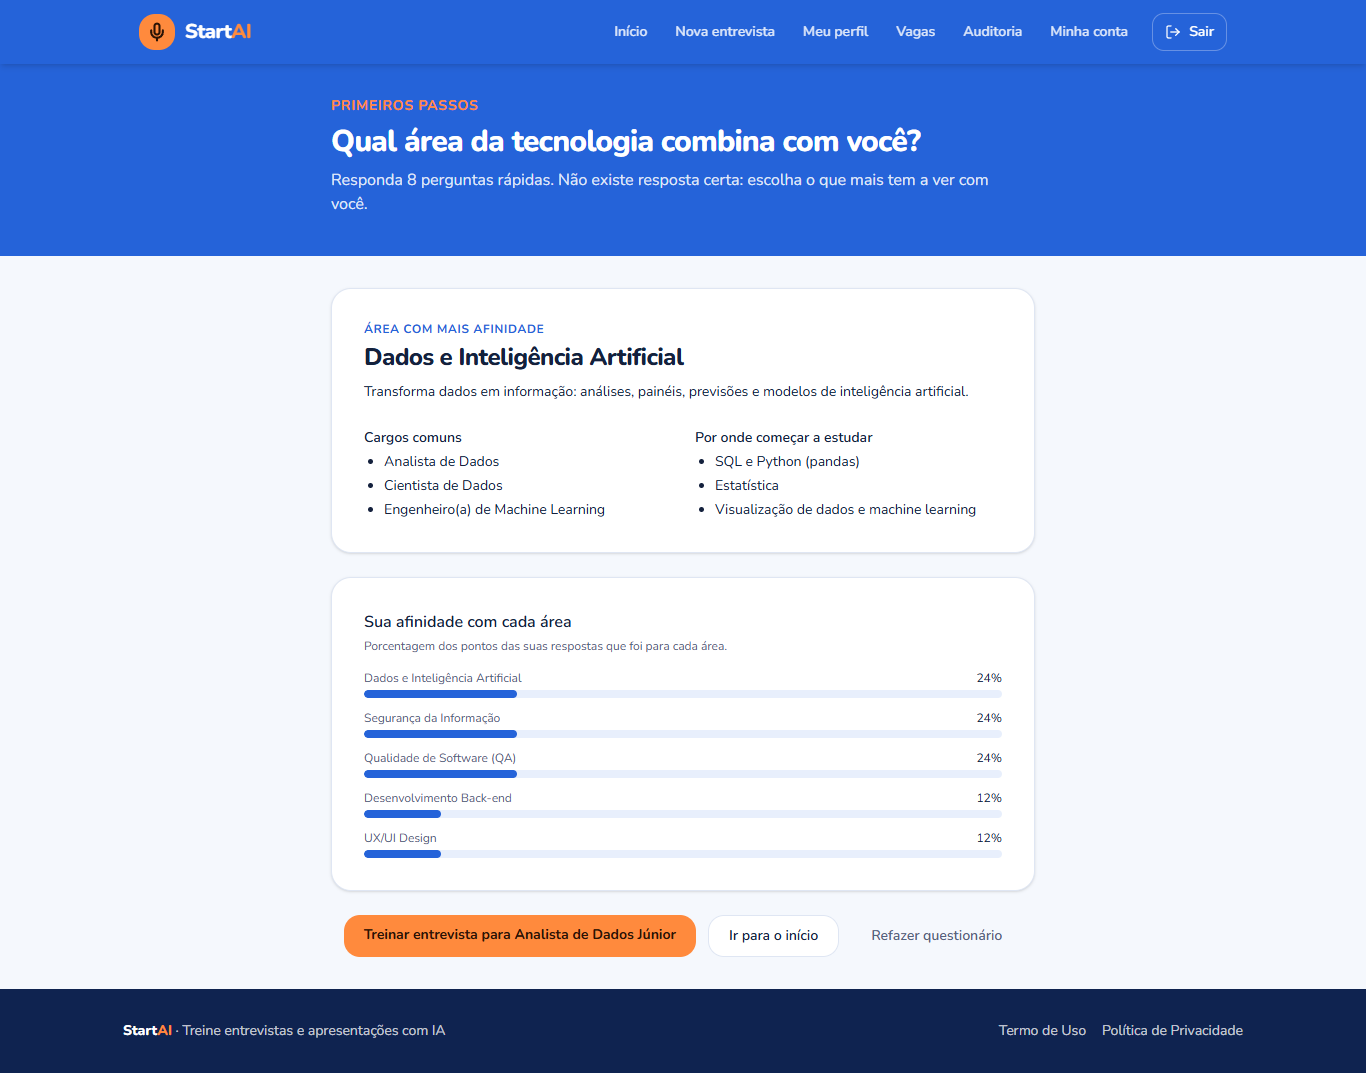 StartAI
Início
Nova entrevista
Meu perfil
Vagas
Auditoria
Minha conta
Sair
PRIMEIROS PASSOS
Qual área da tecnologia combina com você?
Responda 8 perguntas rápidas. Não existe resposta certa: escolha o que mais tem a ver com
você.
ÁREA COM MAIS AFINIDADE
Dados e Inteligência Artificial
Transforma dados em informação: análises, painéis, previsões e modelos de inteligência artificial.
Cargos comuns
• Analista de Dados
• Cientista de Dados
• Engenheiro(a) de Machine Learning
Por onde começar a estudar
• SQL e Python (pandas)
• Estatística
• Visualização de dados e machine learning
Sua afinidade com cada área
Porcentagem dos pontos das suas respostas que foi para cada área.
Dados e Inteligência Artificial 24%
Segurança da Informação 24%
Qualidade de Software (QA) 24%
Desenvolvimento Back-end 12%
UX/UI Design 12%
Treinar entrevista para Analista de Dados Júnior
Ir para o início
Refazer questionário
StartAI · Treine entrevistas e apresentações com IA
Termo de Uso
Política de Privacidade